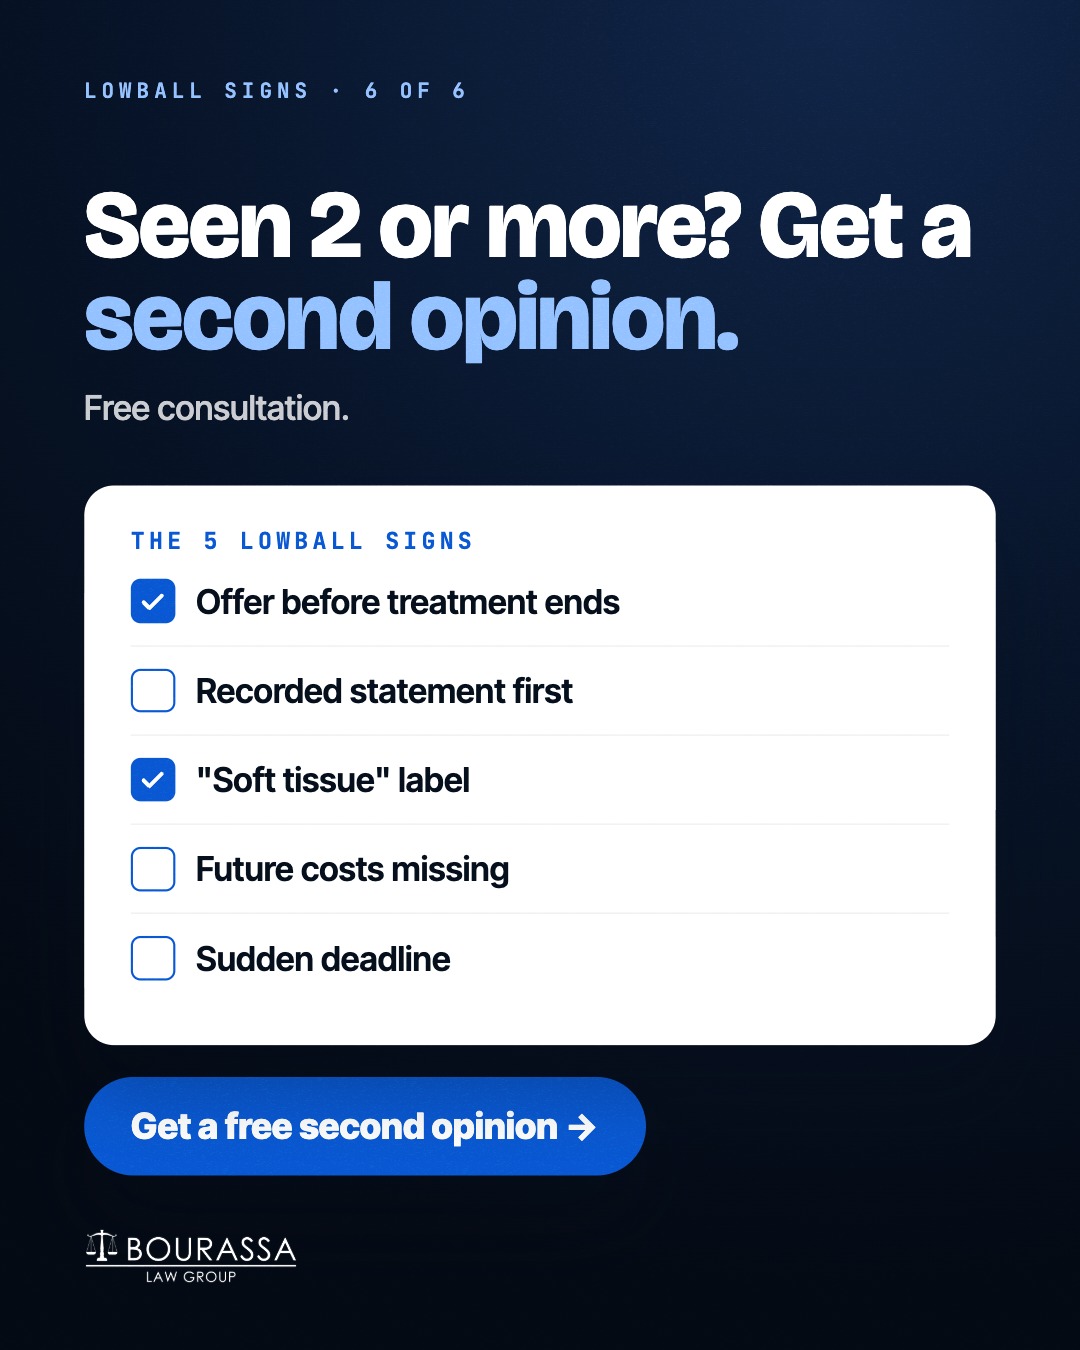 LOWBALL SIGNS · 6 OF 6
Seen 2 or more? Get a
second opinion.
Free consultation.
THE 5 LOWBALL SIGNS
Offer before treatment ends
Recorded statement first
"Soft tissue" label
Future costs missing
Sudden deadline
Get a free second opinion →
BOURASSA
LAW GROUP